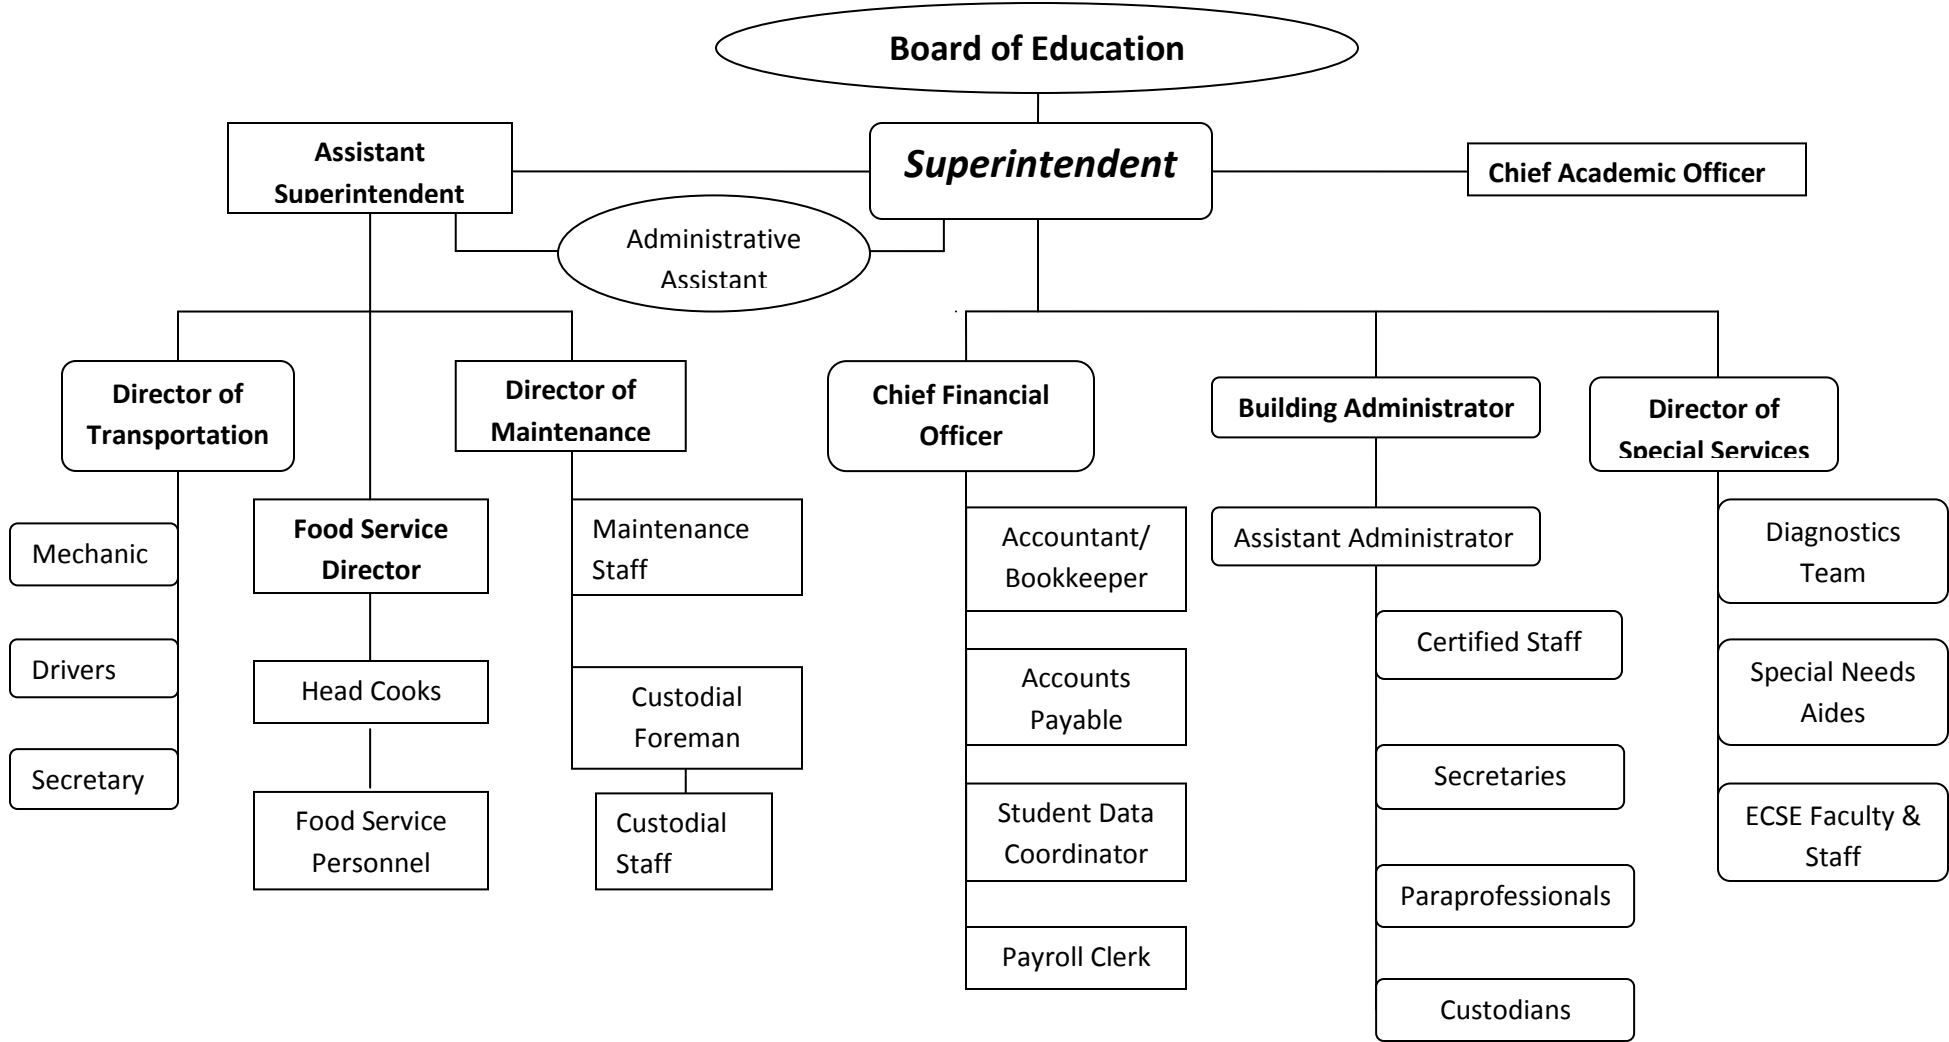 Board of Education
Assistant
Superintendent
Superintendent
Chief Academic Officer
Administrative
Assistant
Director of
Transportation
Director of
Maintenance
Chief Financial
Officer
Building Administrator
Director of
Special Services
Mechanic
Drivers
Secretary
Food Service
Director
Head Cooks
Food Service
Personnel
Maintenance
Staff
Custodial
Foreman
Custodial
Staff
Accountant/
Bookkeeper
Accounts
Payable
Student Data
Coordinator
Payroll Clerk
Assistant Administrator
Certified Staff
Secretaries
Paraprofessionals
Custodians
Diagnostics
Team
Special Needs
Aides
ECSE Faculty &
Staff